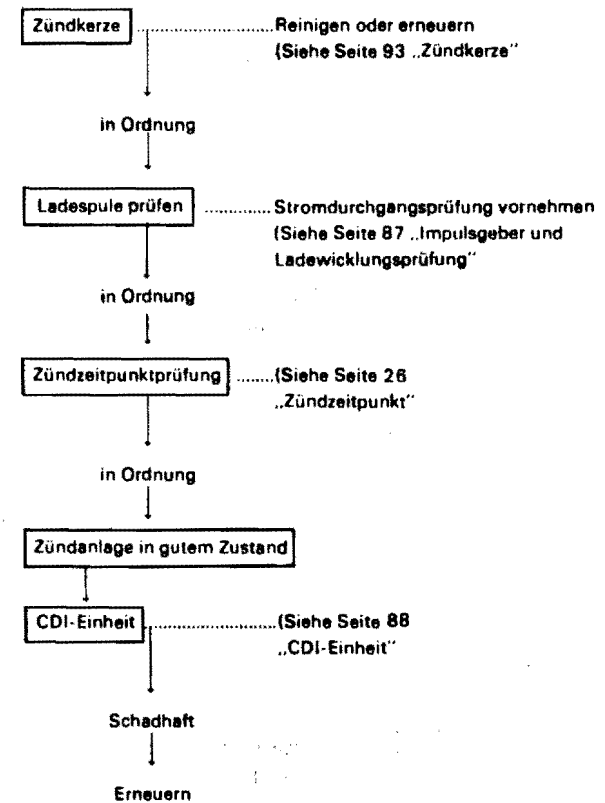 Zündkerze ............ Reinigen oder erneuern
(Siehe Seite 93 „Zündkerze"
in Ordnung
Ladespule prüfen ............ Stromdurchgangsprüfung vornehmen
(Siehe Seite 87 „Impulsgeber und
Ladewicklungsprüfung"
in Ordnung
Zündzeitpunktprüfung ........ (Siehe Seite 26
„Zündzeitpunkt"
in Ordnung
Zündanlage in gutem Zustand
CDI-Einheit ............ (Siehe Seite 88
„CDI-Einheit"
Schadhaft
Erneuern